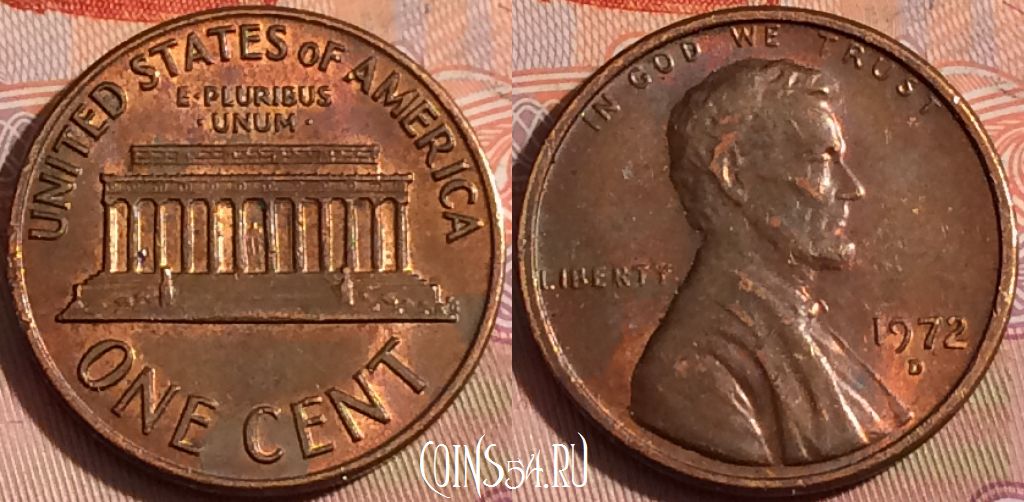 UNITED STATES OF AMERICA
E·PLURIBUS
·UNUM·
ONE CENT
IN GOD WE TRUST
LIBERTY
1972
D
COINS54.RU